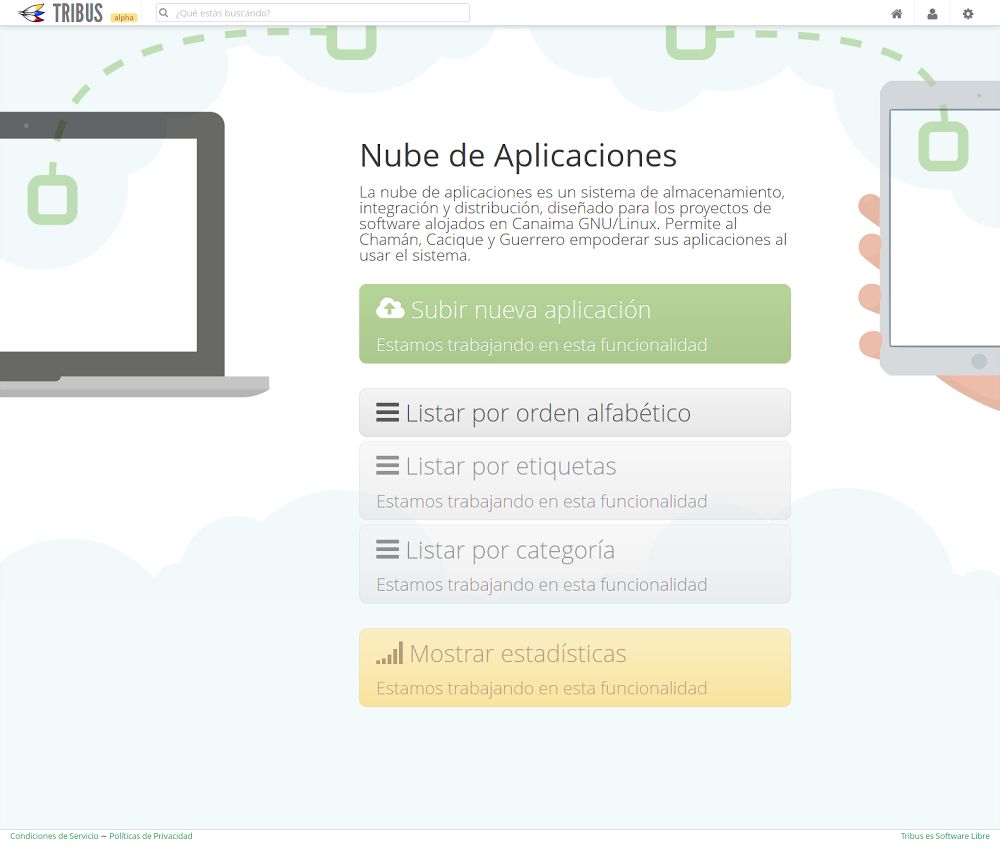 TRIBUS alpha ¿Qué estás buscando?
Nube de Aplicaciones
La nube de aplicaciones es un sistema de almacenamiento,
integración y distribución, diseñado para los proyectos de
software alojados en Canaima GNU/Linux. Permite al
Chamán, Cacique y Guerrero empoderar sus aplicaciones al
usar el sistema.
Subir nueva aplicación
Estamos trabajando en esta funcionalidad
Listar por orden alfabético
Listar por etiquetas
Estamos trabajando en esta funcionalidad
Listar por categoría
Estamos trabajando en esta funcionalidad
Mostrar estadísticas
Estamos trabajando en esta funcionalidad
Condiciones de Servicio — Políticas de Privacidad Tribus es Software Libre